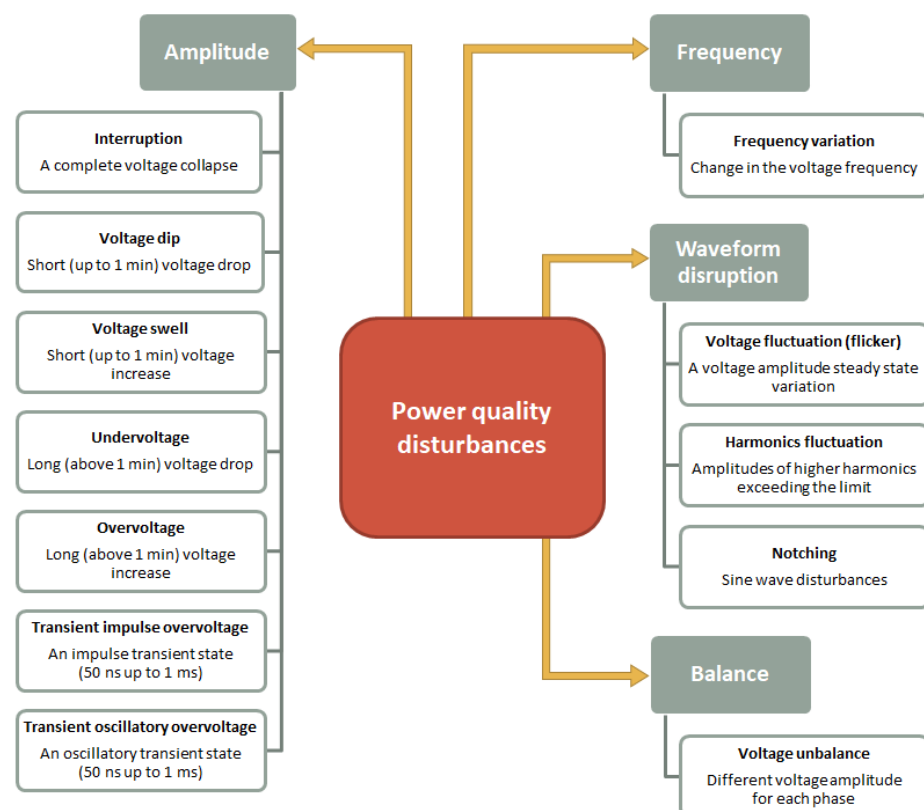 Amplitude
Interruption
A complete voltage collapse
Voltage dip
Short (up to 1 min) voltage drop
Voltage swell
Short (up to 1 min) voltage
increase
Undervoltage
Long (above 1 min) voltage drop
Overvoltage
Long (above 1 min) voltage
increase
Transient impulse overvoltage
An impulse transient state
(50 ns up to 1 ms)
Transient oscillatory overvoltage
An oscillatory transient state
(50 ns up to 1 ms)
Power quality
disturbances
Frequency
Frequency variation
Change in the voltage frequency
Waveform
disruption
Voltage fluctuation (flicker)
A voltage amplitude steady state
variation
Harmonics fluctuation
Amplitudes of higher harmonics
exceeding the limit
Notching
Sine wave disturbances
Balance
Voltage unbalance
Different voltage amplitude
for each phase